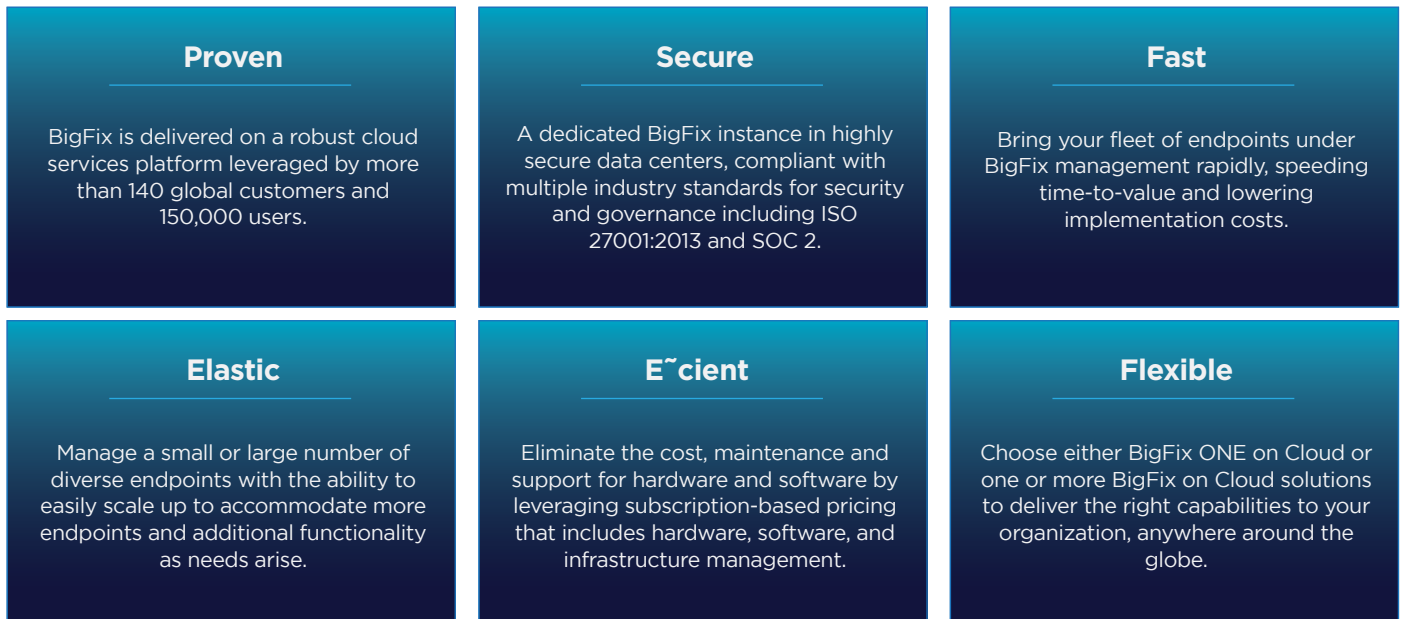 Proven
BigFix is delivered on a robust cloud
services platform leveraged by more
than 140 global customers and
150,000 users.
Secure
A dedicated BigFix instance in highly
secure data centers, compliant with
multiple industry standards for security
and governance including ISO
27001:2013 and SOC 2.
Fast
Bring your fleet of endpoints under
BigFix management rapidly, speeding
time-to-value and lowering
implementation costs.
Elastic
Manage a small or large number of
diverse endpoints with the ability to
easily scale up to accommodate more
endpoints and additional functionality
as needs arise.
E˜cient
Eliminate the cost, maintenance and
support for hardware and software by
leveraging subscription-based pricing
that includes hardware, software, and
infrastructure management.
Flexible
Choose either BigFix ONE on Cloud or
one or more BigFix on Cloud solutions
to deliver the right capabilities to your
organization, anywhere around the
globe.